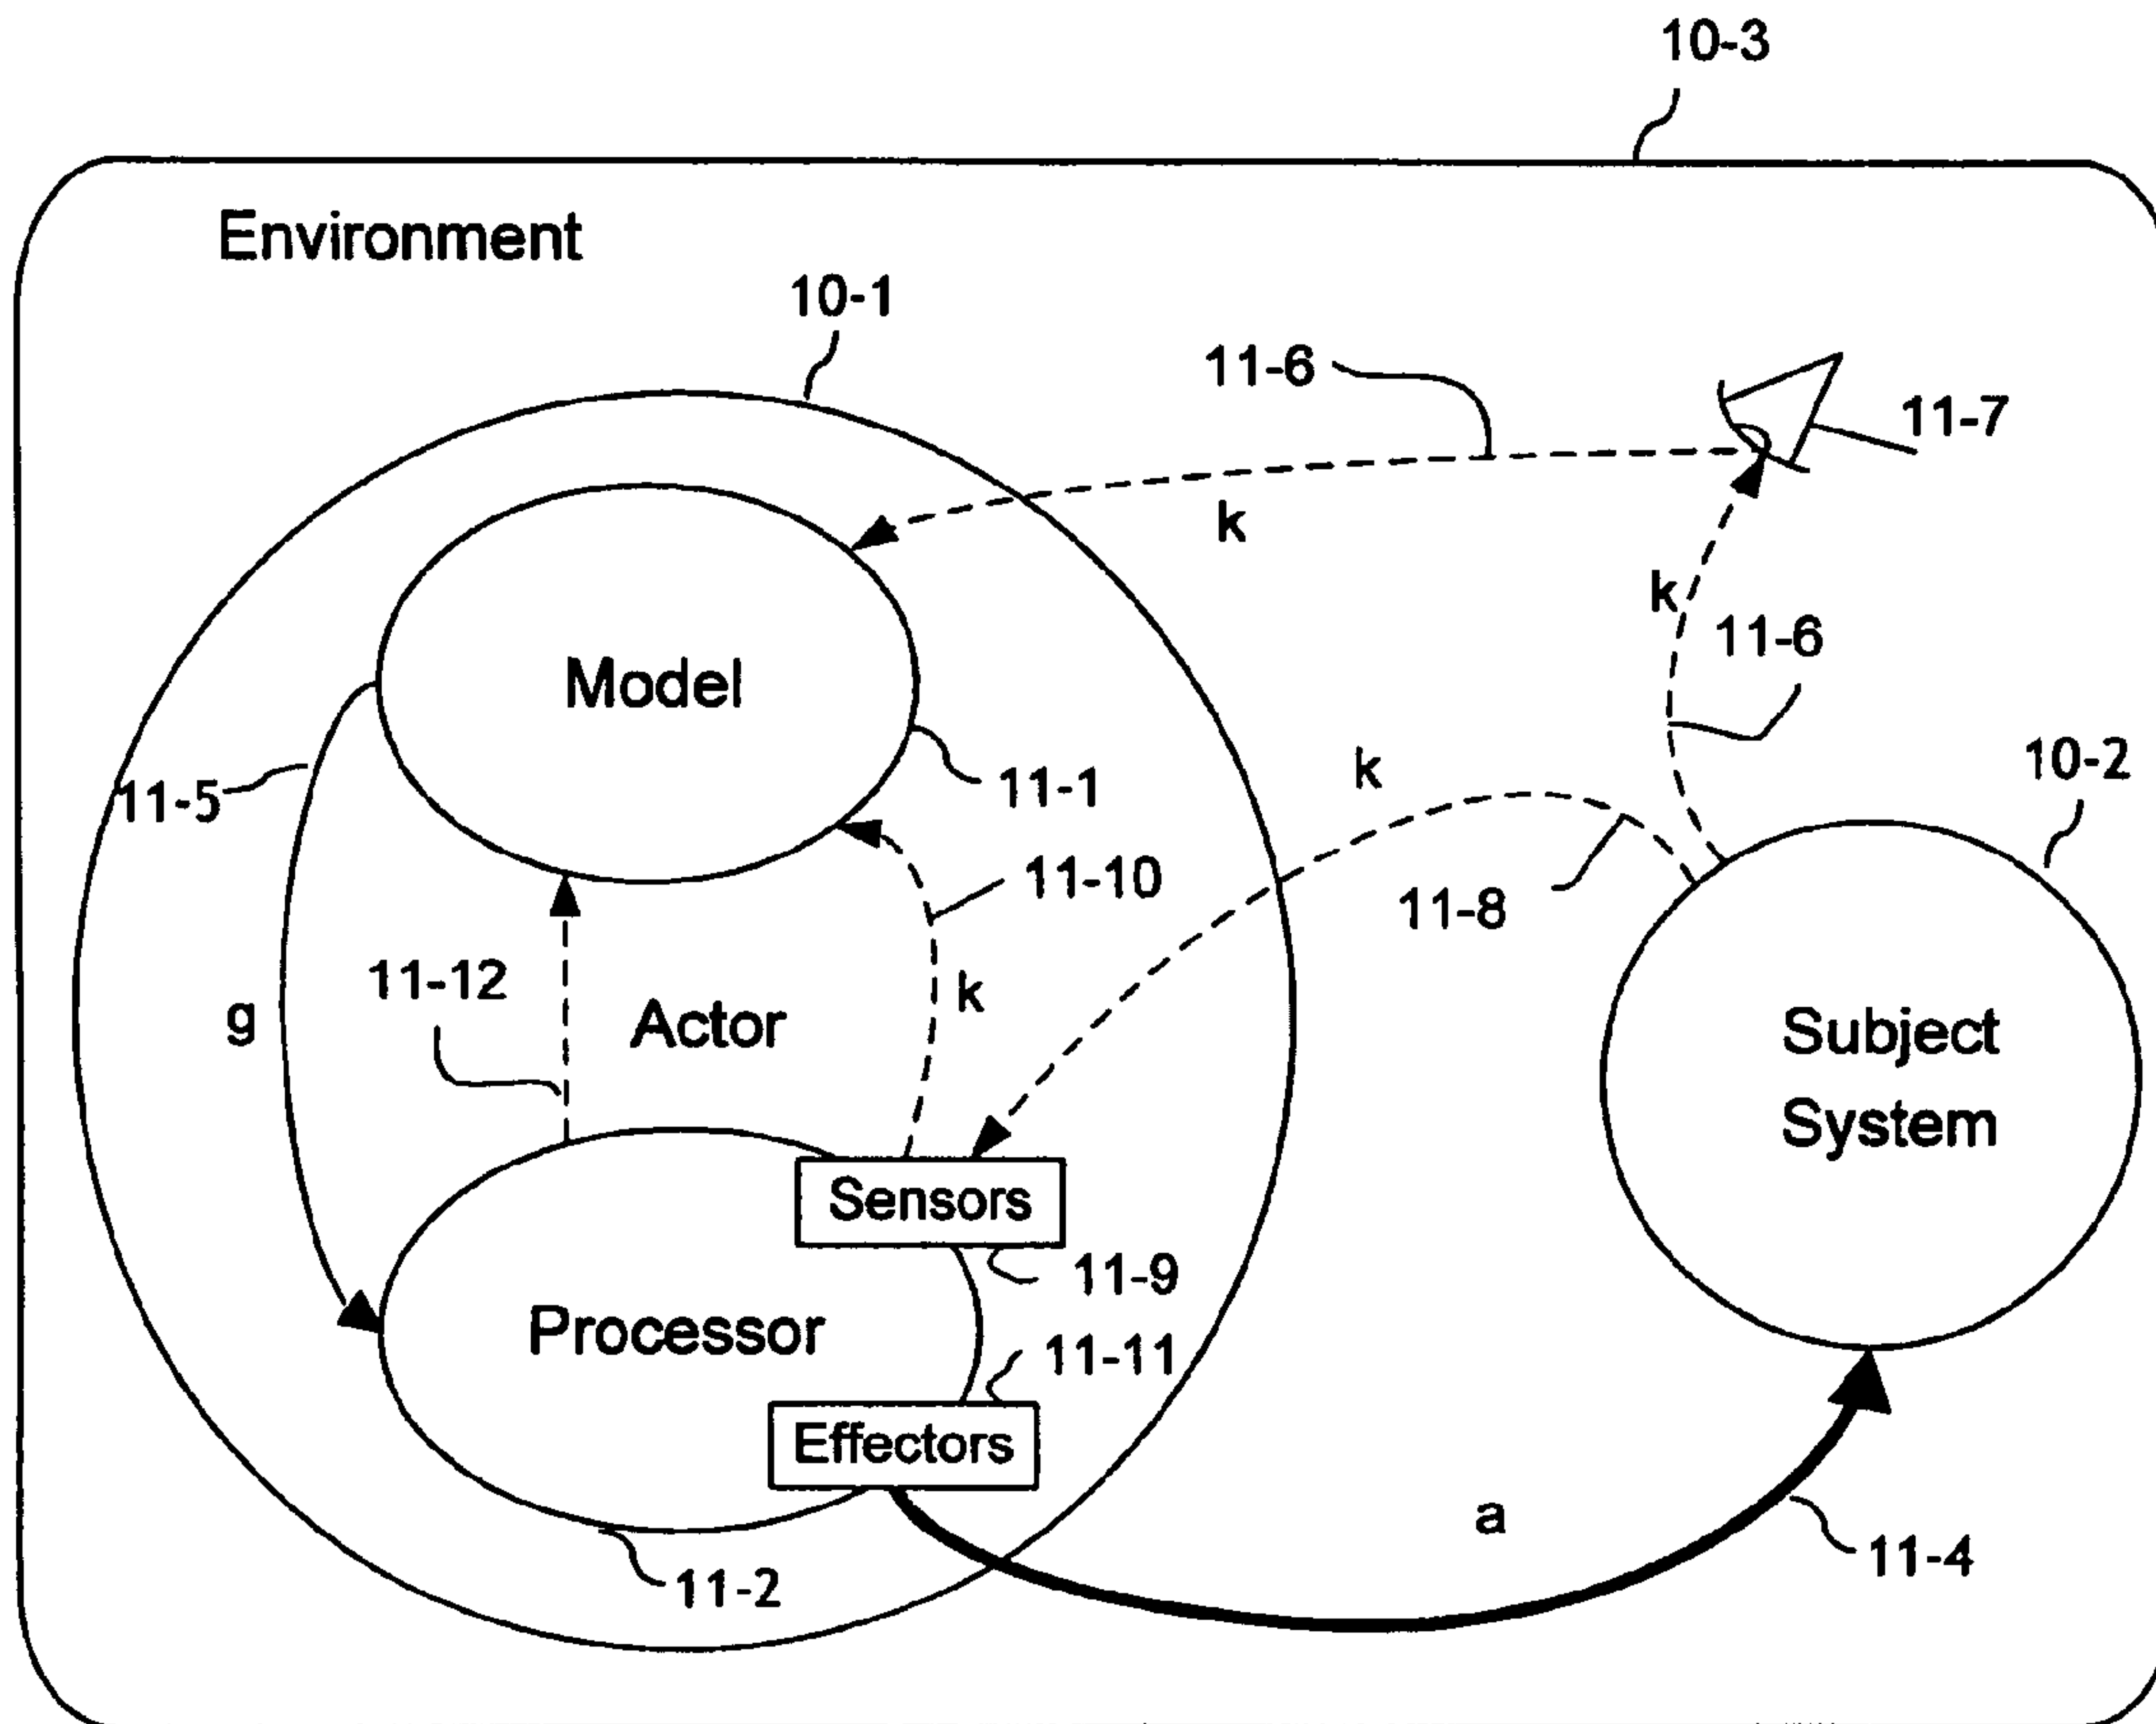 10-3
Environment
10-1
11-6
11-7
k
k
11-6
Model
10-2
k
11-5
11-1
11-10
11-8
11-12
k
g
Actor
Subject
System
Sensors
11-9
Processor
11-11
Effectors
a
11-4
11-2